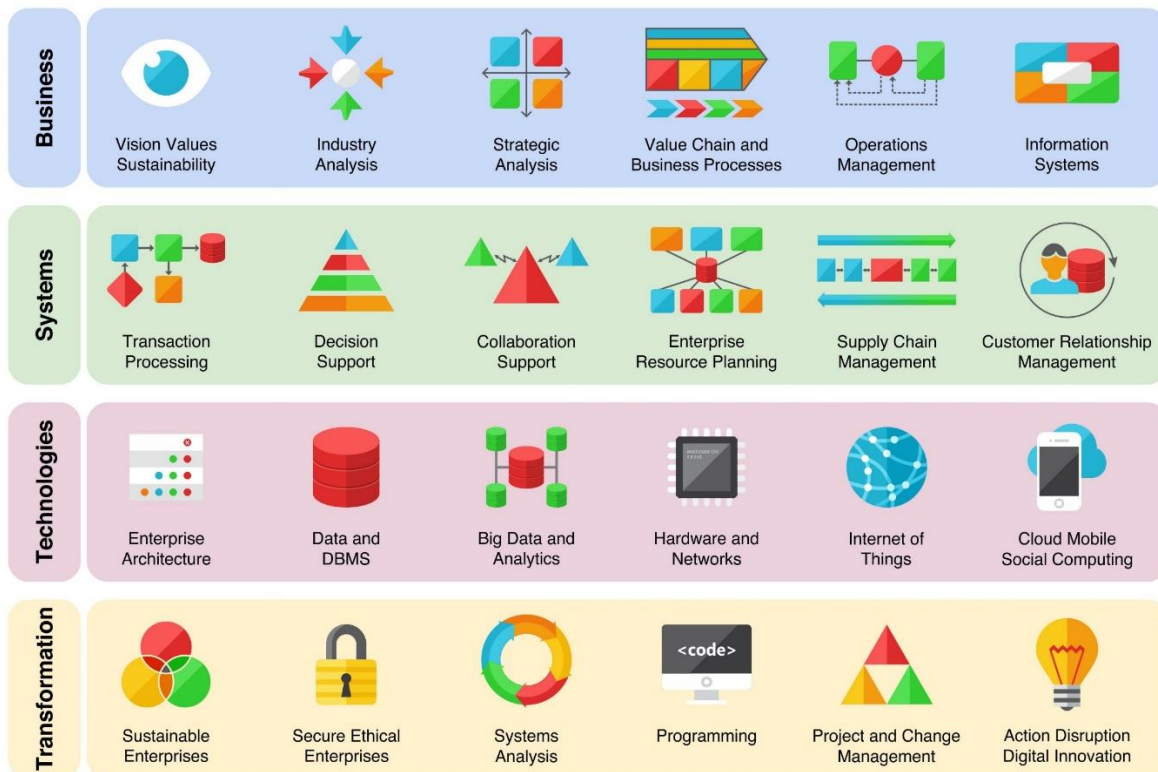 Business
Vision Values
Sustainability
Industry
Analysis
Strategic
Analysis
Value Chain and
Business Processes
Operations
Management
Information
Systems
Systems
Transaction
Processing
Decision
Support
Collaboration
Support
Enterprise
Resource Planning
Supply Chain
Management
Customer Relationship
Management
Technologies
Enterprise
Architecture
Data and
DBMS
Big Data and
Analytics
Hardware and
Networks
Internet of
Things
Cloud Mobile
Social Computing
Transformation
Sustainable
Enterprises
Secure Ethical
Enterprises
Systems
Analysis
<code>
Programming
Project and Change
Management
Action Disruption
Digital Innovation